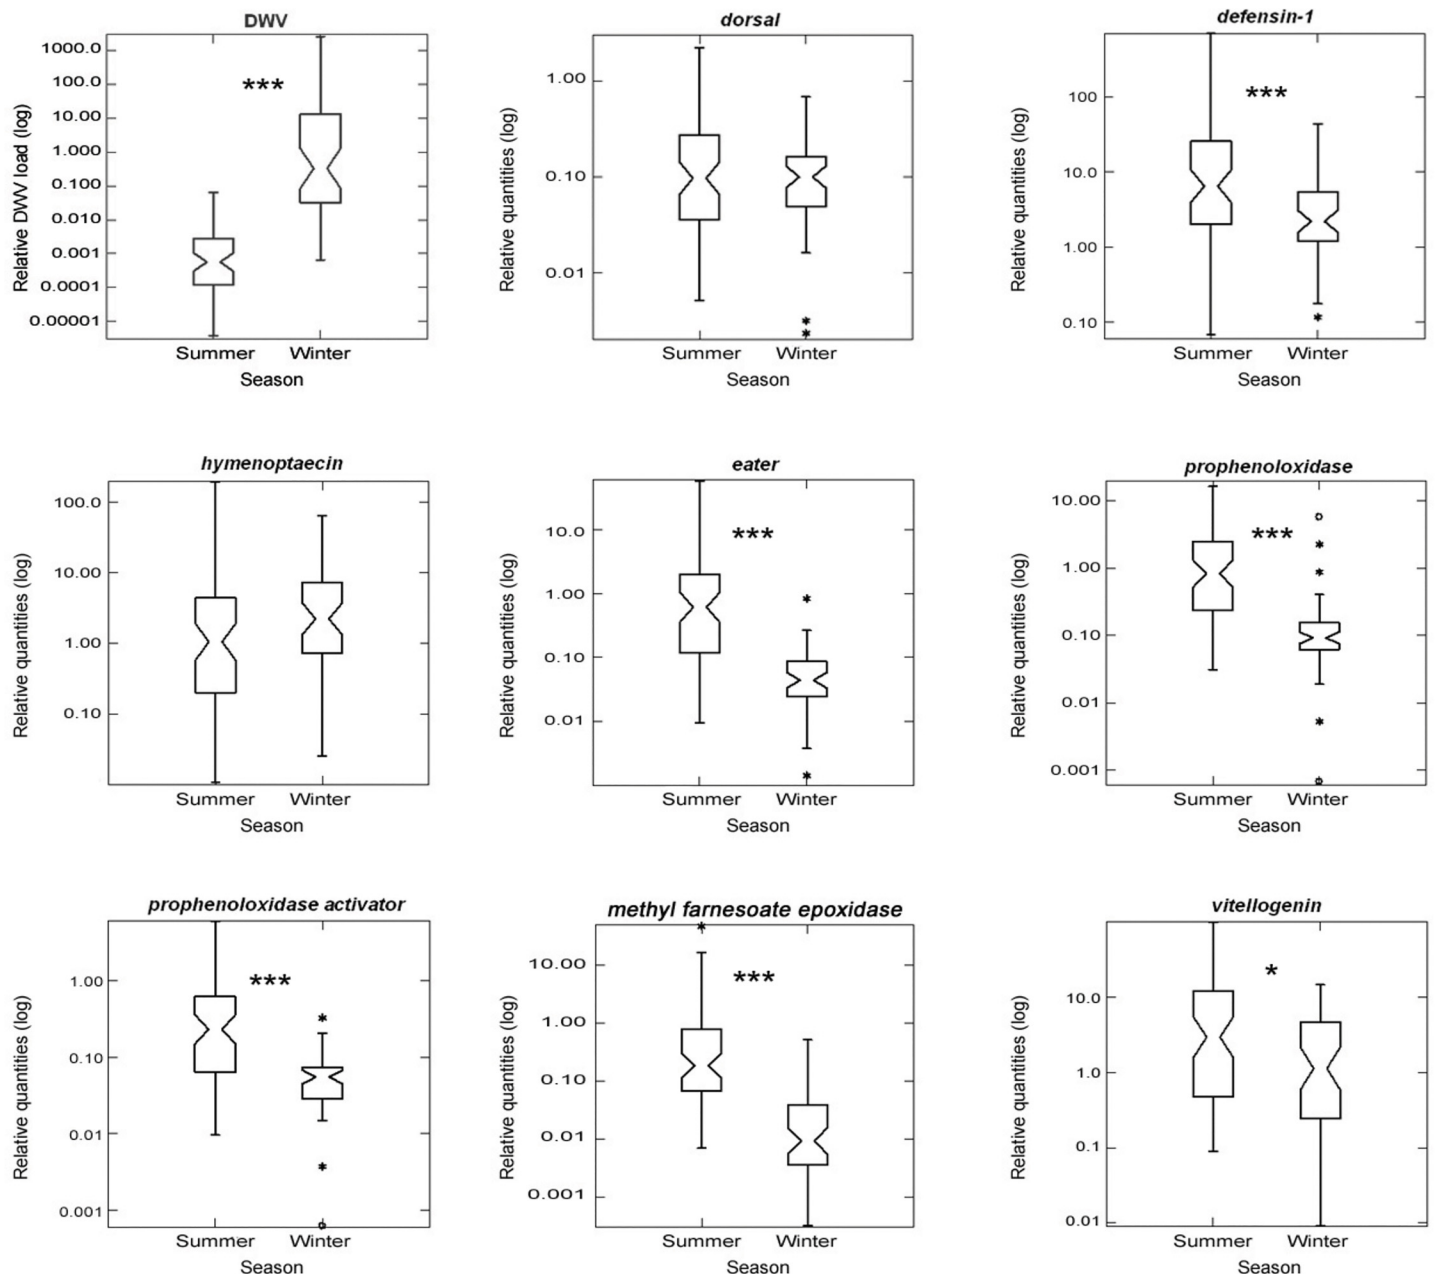 DWV
Relative DWV load (log)
1000.0
100.0
10.00
1.000
0.100
0.010
0.001
0.0001
0.00001
***
Summer Winter
Season
dorsal
Relative quantities (log)
1.00
0.10
0.01
Summer Winter
Season
defensin-1
Relative quantities (log)
100
10.0
1.00
0.10
***
Summer Winter
Season
hymenoptaecin
Relative quantities (log)
100.0
10.00
1.00
0.10
Summer Winter
Season
eater
Relative quantities (log)
10.0
1.00
0.10
0.01
***
Summer Winter
Season
prophenoloxidase
Relative quantities (log)
10.00
1.00
0.10
0.01
0.001
***
Summer Winter
Season
prophenoloxidase activator
Relative quantities (log)
1.00
0.10
0.01
0.001
***
Summer Winter
Season
methyl farnesoate epoxidase
Relative quantities (log)
10.00
1.00
0.10
0.01
0.001
***
Summer Winter
Season
vitellogenin
Relative quantities (log)
10.0
1.0
0.1
0.01
*
Summer Winter
Season